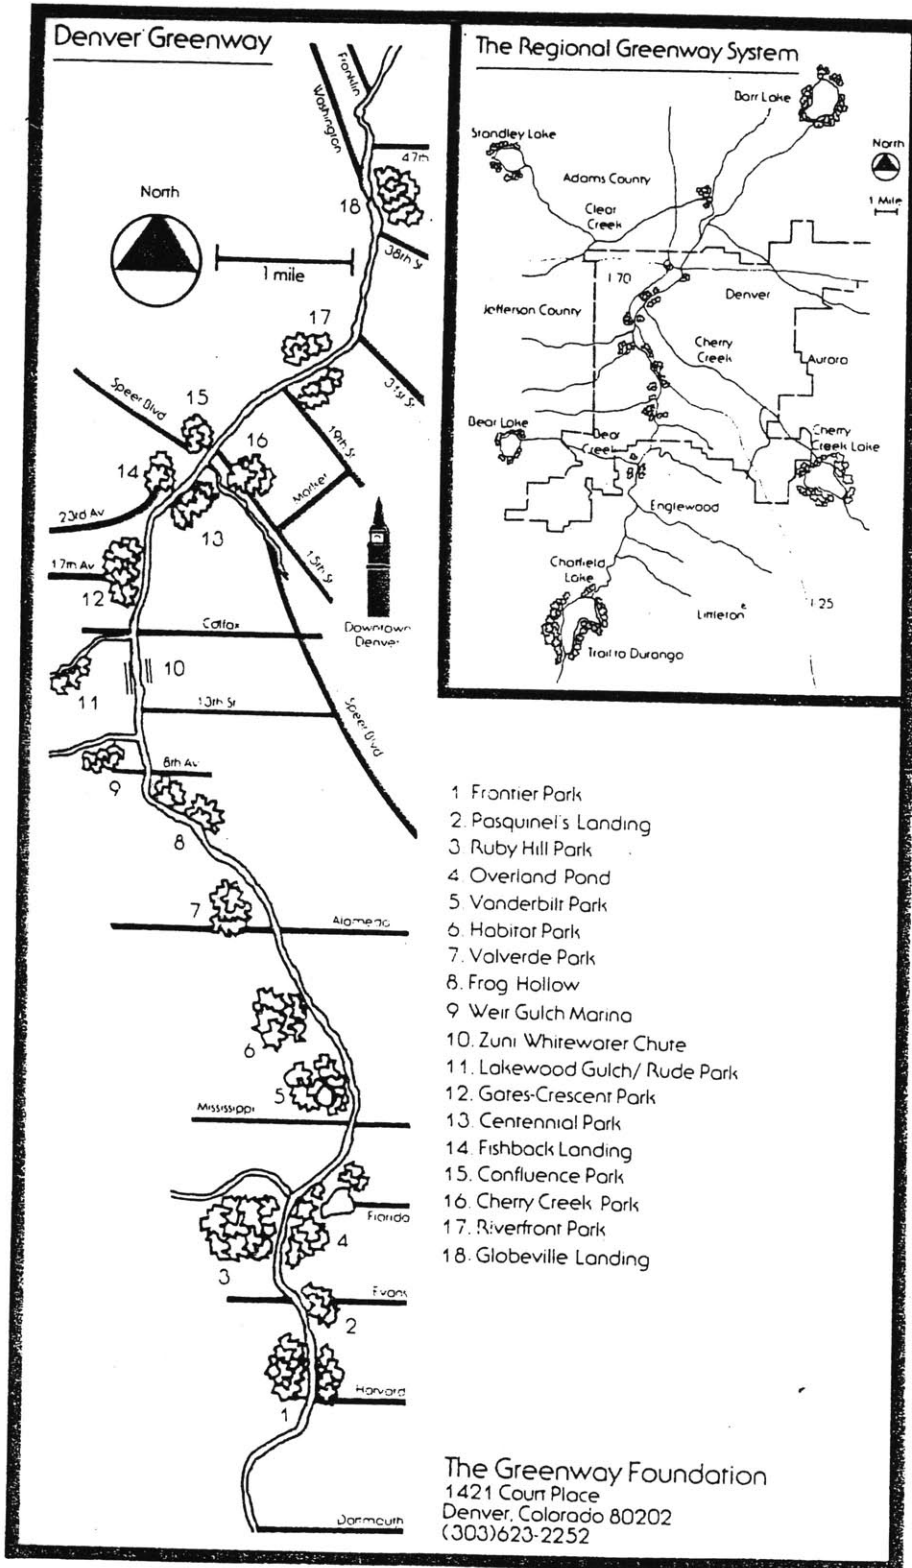 Denver Greenway
Franklin
Washington
47th
North
18
38th St
1 mile
17
31st St
Speer Blvd
15
19th St
16
14
Market
23rd Av
13
15th St
17th Av
12
Colfax
Downtown
Denver
10
11
13th St
Speer Blvd
8th Av
9
8
7
Alameda
6
5
Mississippi
Florida
4
3
Evans
2
Harvard
1
Dartmouth
The Regional Greenway System
Barr Lake
Standley Lake
North
Adams County
1 Mile
Clear
Creek
I 70
Denver
Jefferson County
Cherry
Creek
Aurora
Bear Lake
Bear
Creek
Cherry
Creek Lake
Englewood
Chatfield
Lake
Littleton
I 25
Trail to Durango
1 Frontier Park
2. Pasquinel's Landing
3 Ruby Hill Park
4 Overland Pond
5 Vanderbilt Park
6. Habitat Park
7. Valverde Park
8. Frog Hollow
9 Weir Gulch Marina
10. Zuni Whitewater Chute
11. Lakewood Gulch/ Rude Park
12. Gates-Crescent Park
13. Centennial Park
14. Fishback Landing
15. Confluence Park
16. Cherry Creek Park
17. Riverfront Park
18. Globeville Landing
The Greenway Foundation
1421 Court Place
Denver, Colorado 80202
(303)623-2252